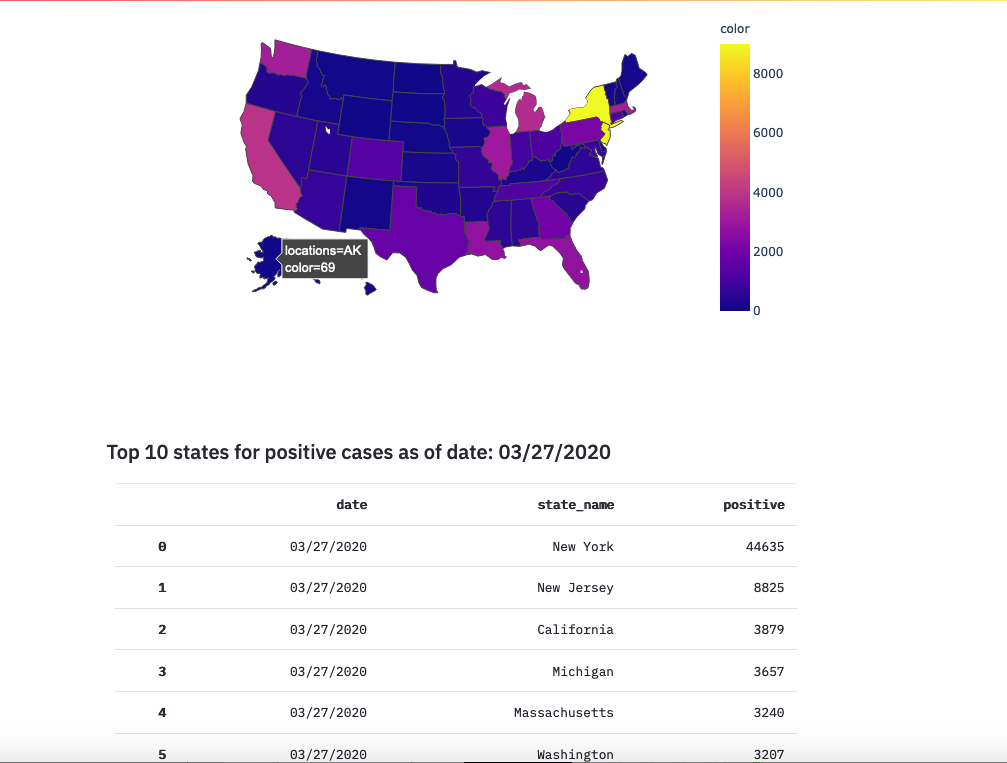 color
8000
6000
4000
2000
0
locations=AK
color=69
Top 10 states for positive cases as of date: 03/27/2020
date state_name positive
0 03/27/2020 New York 44635
1 03/27/2020 New Jersey 8825
2 03/27/2020 California 3879
3 03/27/2020 Michigan 3657
4 03/27/2020 Massachusetts 3240
5 03/27/2020 Washington 3207